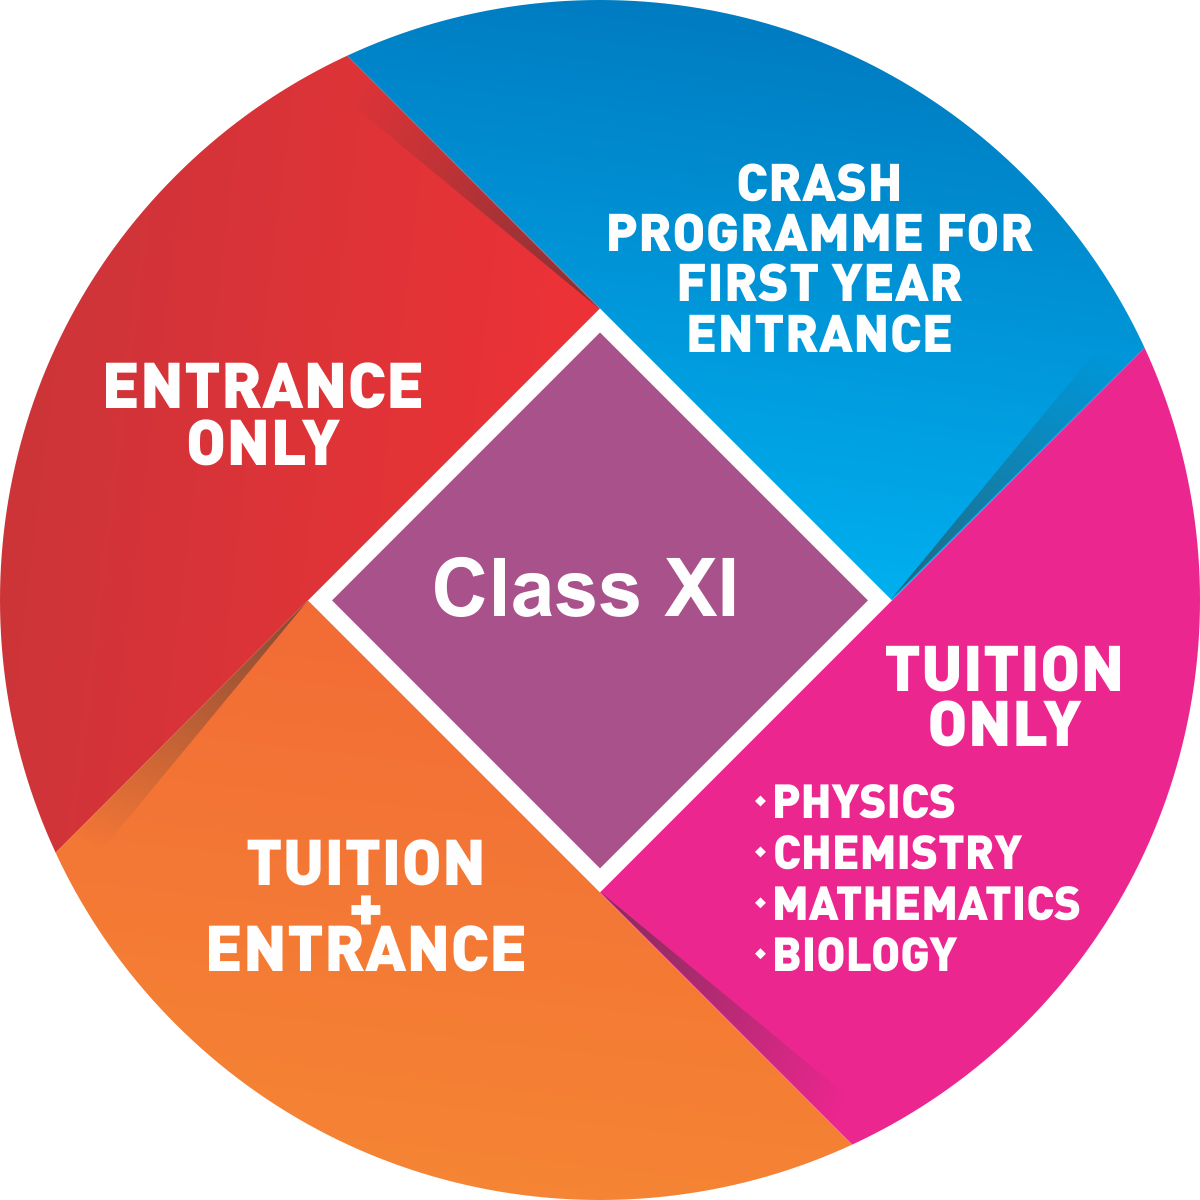 CRASH
PROGRAMME FOR
FIRST YEAR
ENTRANCE
ENTRANCE
ONLY
Class XI
TUITION
ONLY
PHYSICS
CHEMISTRY
MATHEMATICS
BIOLOGY
TUITION
+
ENTRANCE